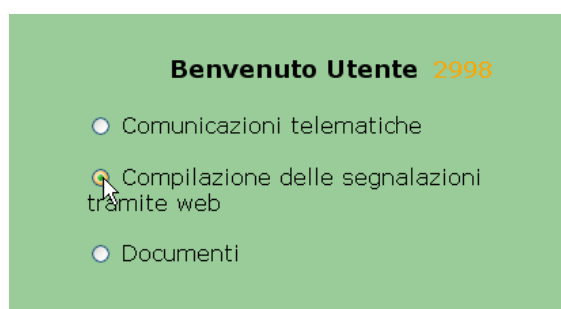 Benvenuto Utente 2998
Comunicazioni telematiche
Compilazione delle segnalazioni
tramite web
Documenti